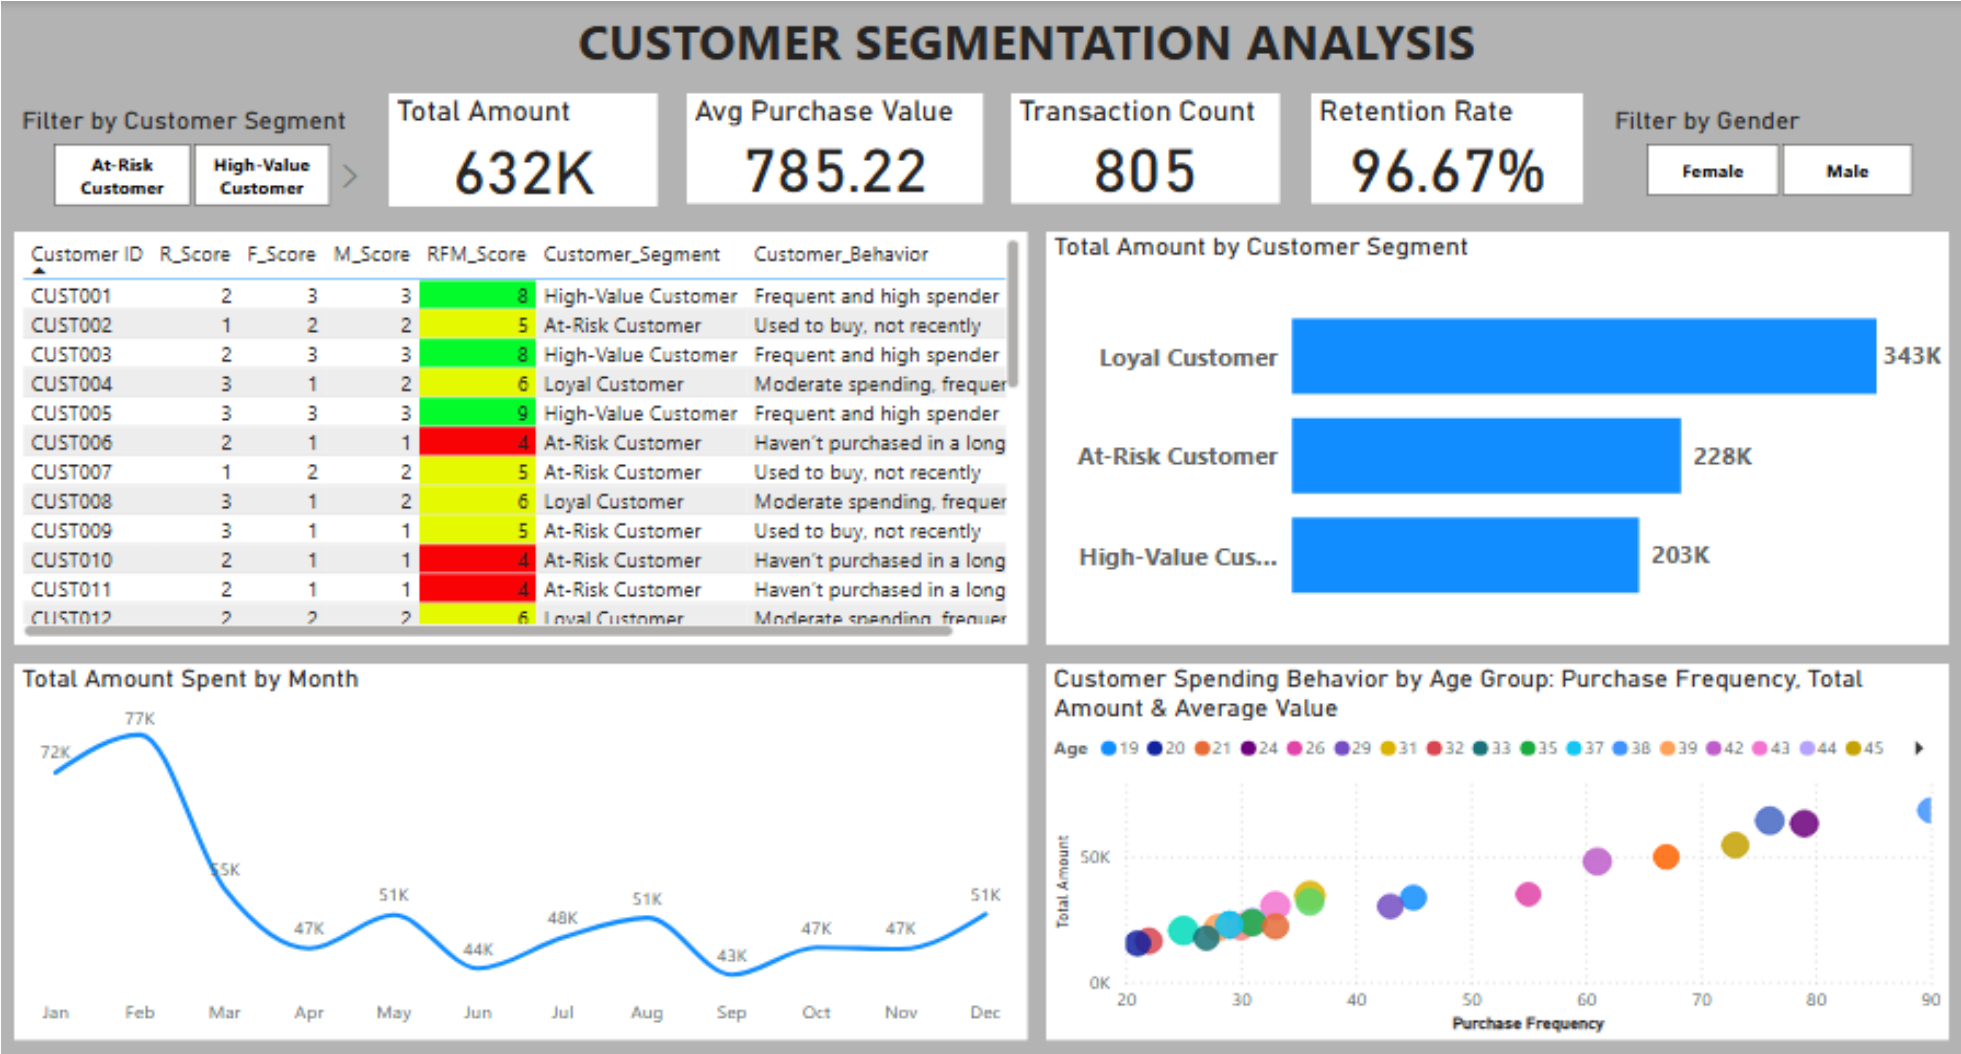 CUSTOMER SEGMENTATION ANALYSIS
Filter by Customer Segment
At-Risk
Customer
High-Value
Customer
Total Amount
632K
Avg Purchase Value
785.22
Transaction Count
805
Retention Rate
96.67%
Filter by Gender
Female
Male
Customer ID R_Score F_Score M_Score RFM_Score Customer_Segment Customer_Behavior
CUST001 2 3 3 8 High-Value Customer Frequent and high spender
CUST002 1 2 2 5 At-Risk Customer Used to buy, not recently
CUST003 2 3 3 8 High-Value Customer Frequent and high spender
CUST004 3 1 2 6 Loyal Customer Moderate spending, frequer
CUST005 3 3 3 9 High-Value Customer Frequent and high spender
CUST006 2 1 1 4 At-Risk Customer Haven't purchased in a long
CUST007 1 2 2 5 At-Risk Customer Used to buy, not recently
CUST008 3 1 2 6 Loyal Customer Moderate spending, frequer
CUST009 3 1 1 5 At-Risk Customer Used to buy, not recently
CUST010 2 1 1 4 At-Risk Customer Haven't purchased in a long
CUST011 2 1 1 4 At-Risk Customer Haven't purchased in a long
CUST012 2 2 2 6 Loyal Customer Moderate spending, frequer
Total Amount by Customer Segment
Loyal Customer 343K
At-Risk Customer 228K
High-Value Cus... 203K
Total Amount Spent by Month
72K
77K
55K
47K
51K
44K
48K
51K
43K
47K
47K
51K
Jan Feb Mar Apr May Jun Jul Aug Sep Oct Nov Dec
Customer Spending Behavior by Age Group: Purchase Frequency, Total
Amount & Average Value
Age 19 20 21 24 26 29 31 32 33 35 37 38 39 42 43 44 45
Total Amount
50K
0K
20 30 40 50 60 70 80 90
Purchase Frequency